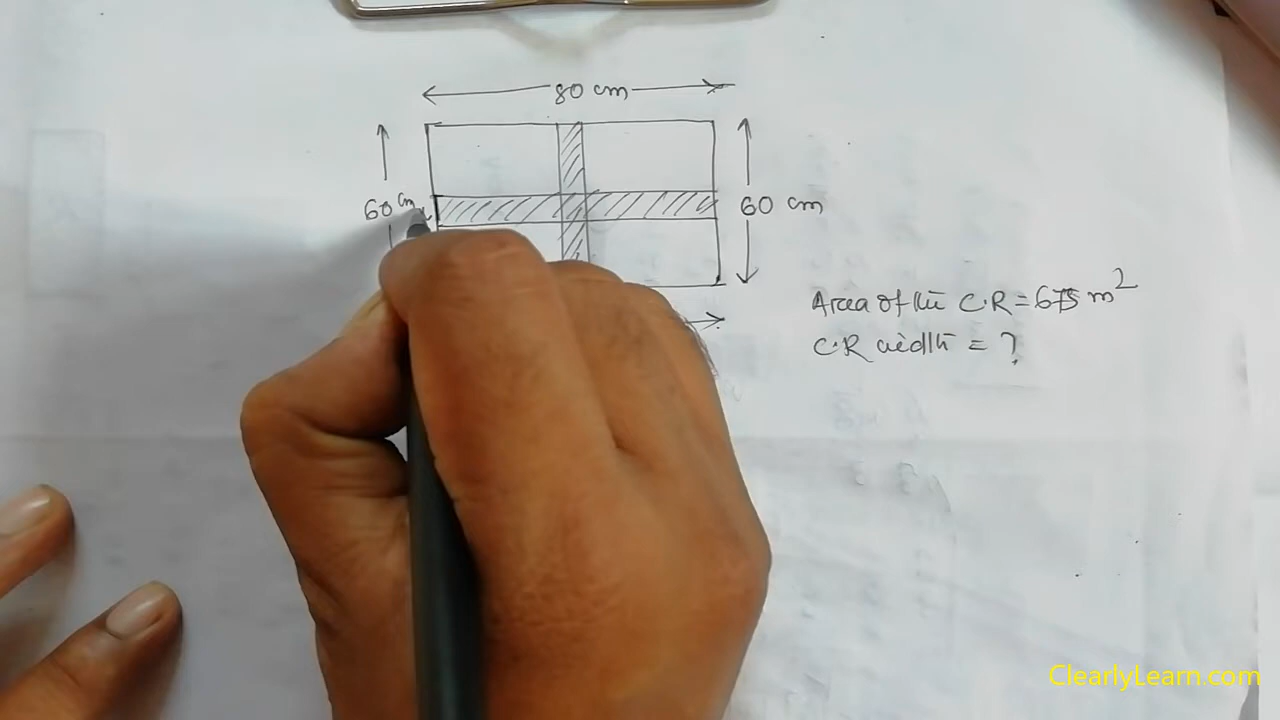 80 cm
60 cm
60 cm
Area of the C.R = 675 m²
C.R width = ?
ClearlyLearn.com